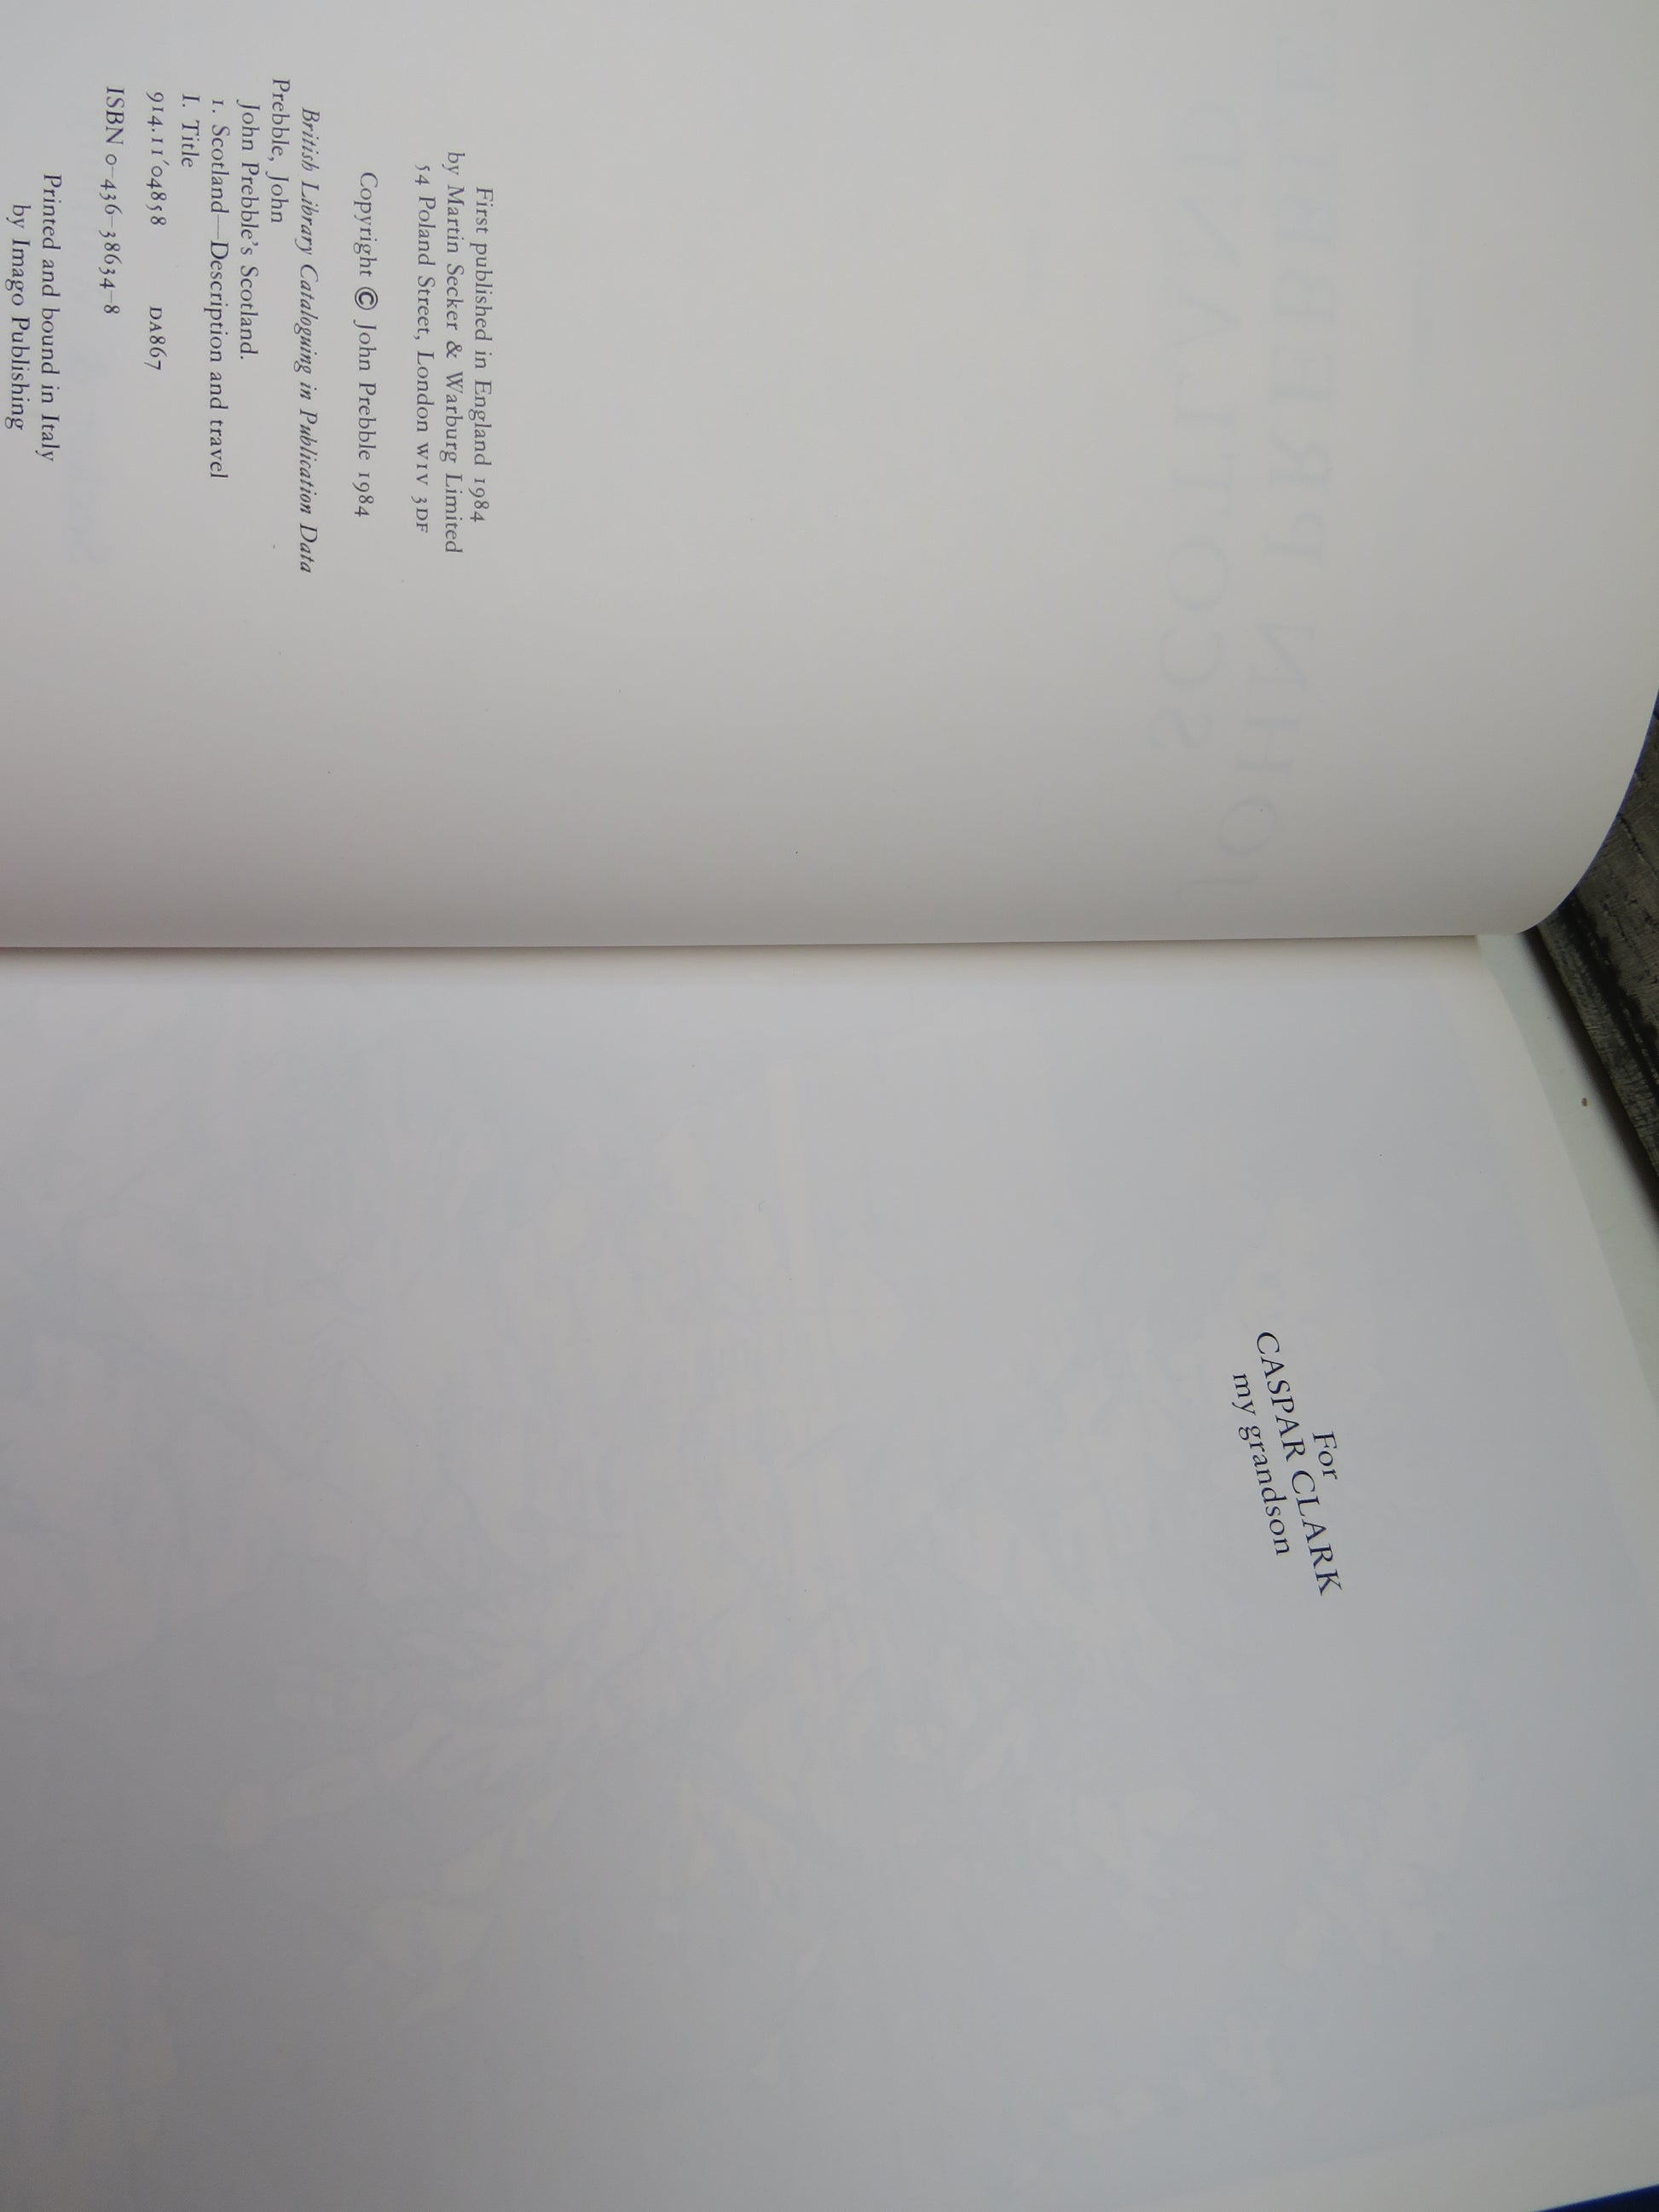 First published in England 1984
by Martin Secker & Warburg Limited
54 Poland Street, London W1V 3DF
Copyright © John Prebble 1984
British Library Cataloguing in Publication Data
Prebble, John
John Prebble's Scotland.
1. Scotland—Description and travel
I. Title
914.11'04858 DA867
ISBN 0-436-38634-8
Printed and bound in Italy
by Imago Publishing
For
CASPAR CLARK
my grandson